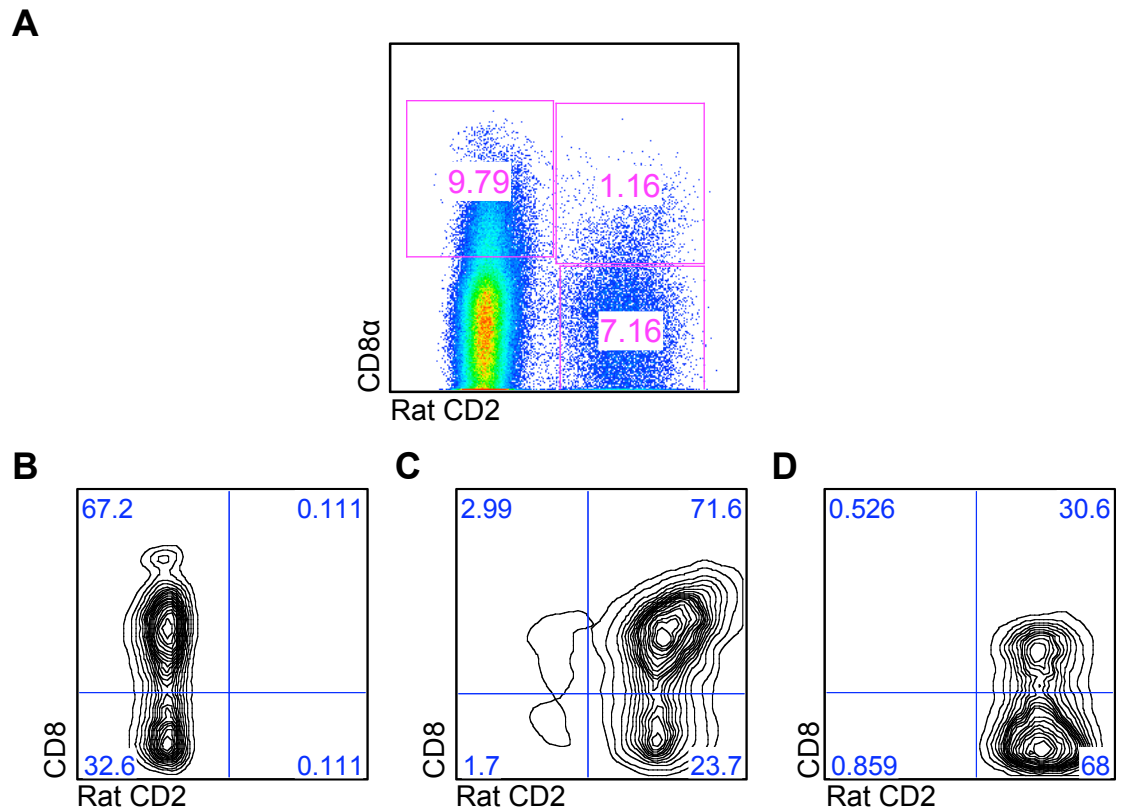 A
9.79
1.16
7.16
CD8α
Rat CD2
B
C
D
67.2
0.111
2.99
71.6
0.526
30.6
CD8
32.6
0.111
CD8
1.7
23.7
CD8
0.859
68
Rat CD2
Rat CD2
Rat CD2